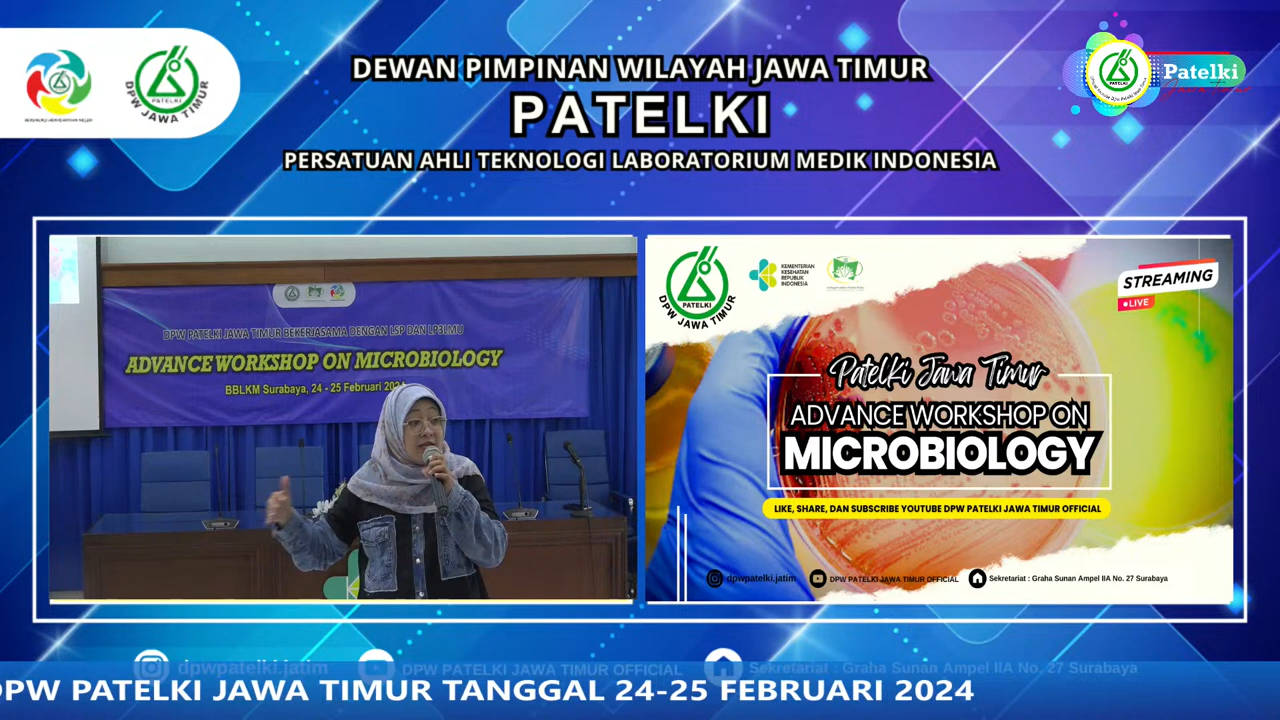 DEWAN PIMPINAN WILAYAH JAWA TIMUR
PATELKI
PERSATUAN AHLI TEKNOLOGI LABORATORIUM MEDIK INDONESIA
PATELKI
DPW JAWA TIMUR
Patelki
Jawa Timur
DPW PATELKI JAWA TIMUR BEKERJASAMA DENGAN LSP DAN LP3LMU
ADVANCE WORKSHOP ON MICROBIOLOGY
BBLKM Surabaya, 24 - 25 Februari 2024
PATELKI
DPW JAWA TIMUR
KEMENTERIAN
KESEHATAN
REPUBLIK
INDONESIA
STREAMING
LIVE
Patelki Jawa Timur
ADVANCE WORKSHOP ON
MICROBIOLOGY
LIKE, SHARE, DAN SUBSCRIBE YOUTUBE DPW PATELKI JAWA TIMUR OFFICIAL
dpwpatelki.jatim
DPW PATELKI JAWA TIMUR OFFICIAL
Sekretariat : Graha Sunan Ampel IIA No. 27 Surabaya
dpwpatelki.jatim
DPW PATELKI JAWA TIMUR OFFICIAL
Sekretariat : Graha Sunan Ampel IIA No. 27 Surabaya
DPW PATELKI JAWA TIMUR TANGGAL 24-25 FEBRUARI 2024